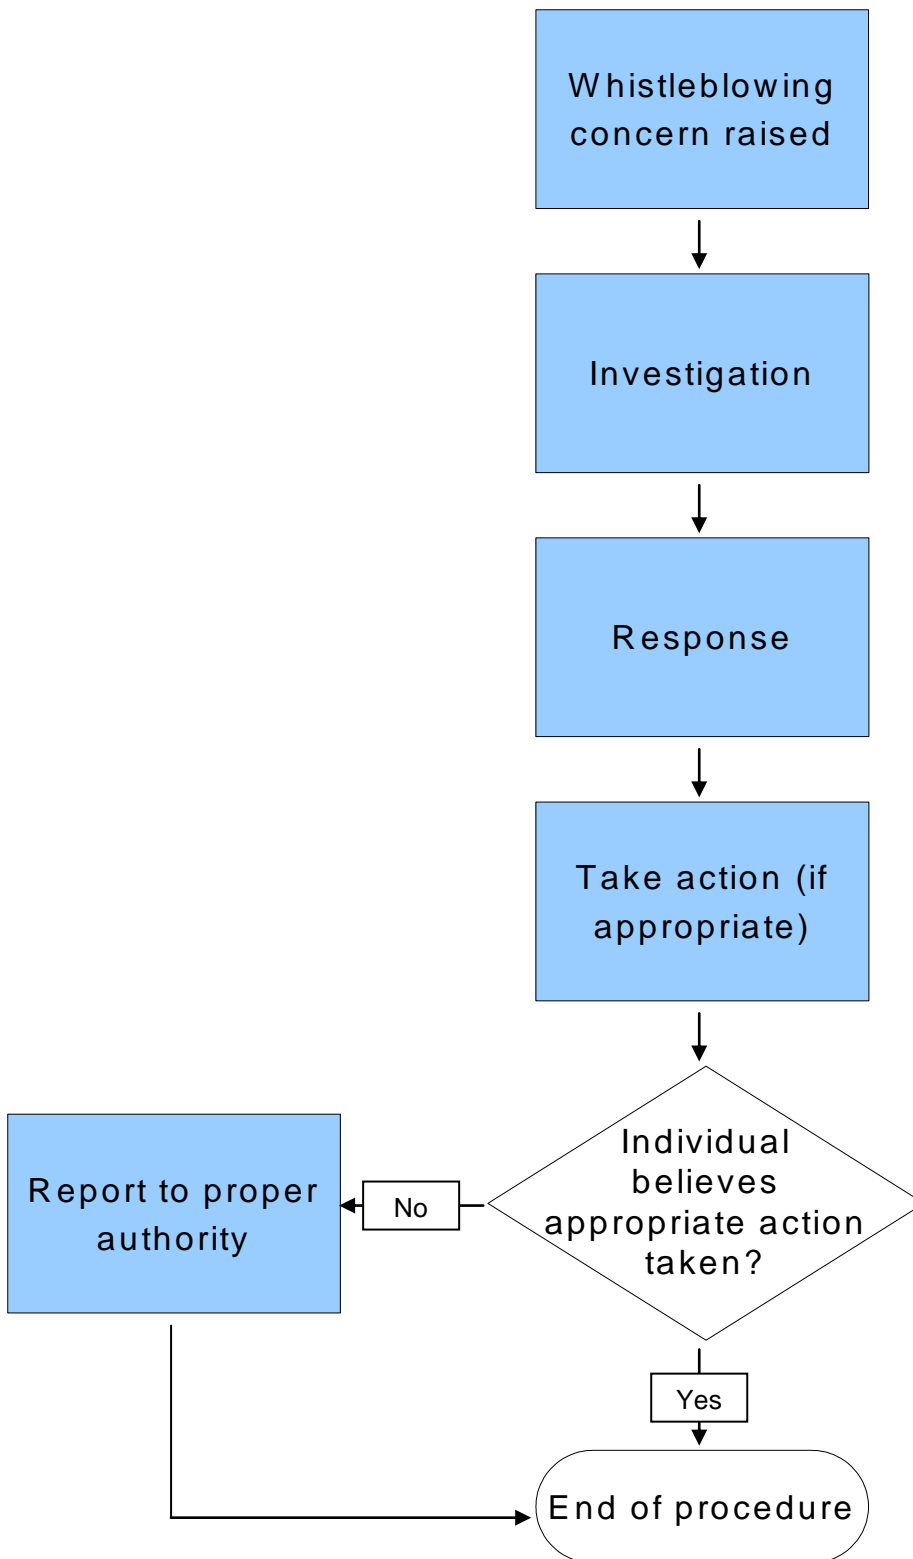 Whistleblowing
concern raised
Investigation
Response
Take action (if
appropriate)
Individual
believes
appropriate action
taken?
No
Report to proper
authority
Yes
End of procedure